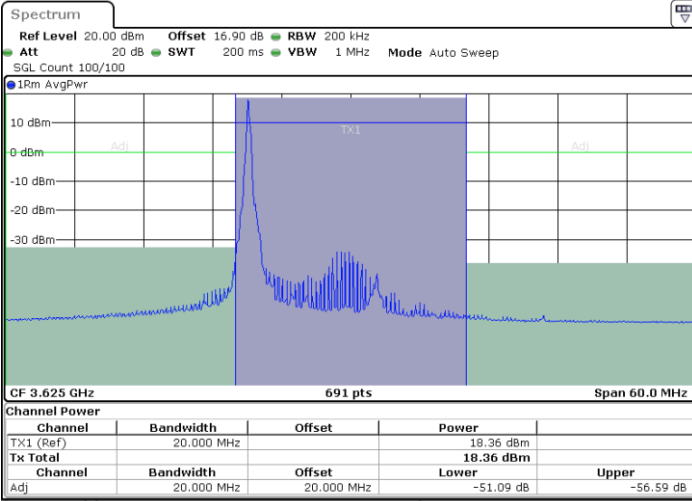 Spectrum
Ref Level 20.00 dBm Offset 16.90 dB RBW 200 kHz
Att 20 dB SWT 200 ms VBW 1 MHz Mode Auto Sweep
SGL Count 100/100
1Rm AvgPwr
10 dBm
TX1
Adj
Adj
0 dBm
-10 dBm
-20 dBm
-30 dBm
CF 3.625 GHz 691 pts Span 60.0 MHz
Channel Power
Channel Bandwidth Offset Power
TX1 (Ref) 20.000 MHz 18.36 dBm
Tx Total 18.36 dBm
Channel Bandwidth Offset Lower Upper
Adj 20.000 MHz 20.000 MHz -51.09 dB -56.59 dB